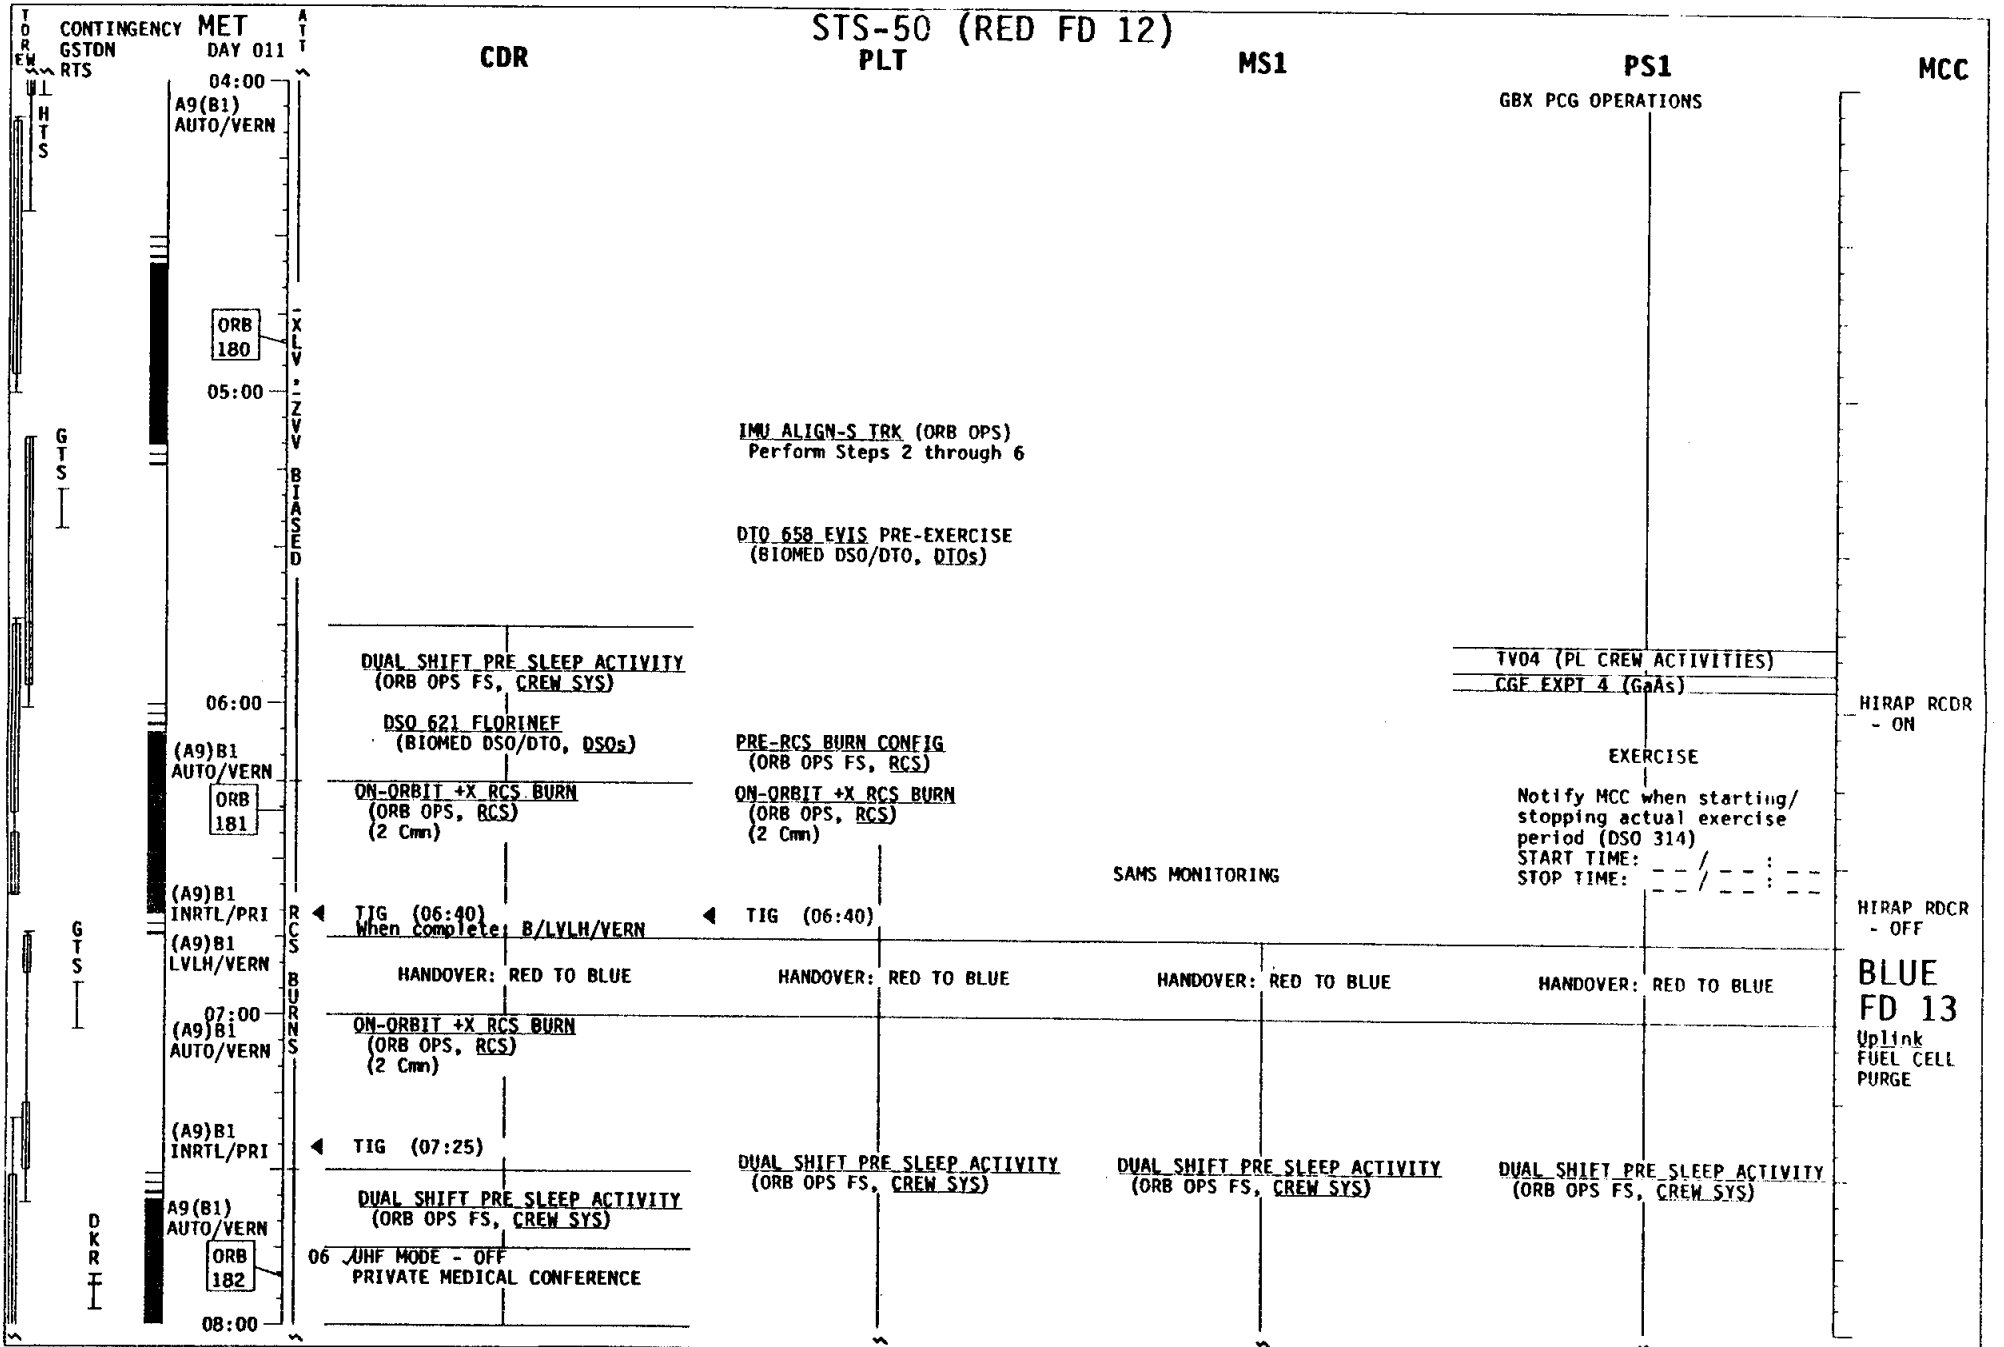 STS-50 (RED FD 12)
TDRS
E W
CONTINGENCY
GSTDN
RTS
MET
DAY 011
ATT
CDR
PLT
MS1
PS1
MCC
04:00
A9(B1)
AUTO/VERN
HTS
GBX PCG OPERATIONS
ORB
180
-XLV,-ZVV BIASED
05:00
GTS
IMU ALIGN-S TRK (ORB OPS)
Perform Steps 2 through 6
DTO 658 EVIS PRE-EXERCISE
(BIOMED DSO/DTO, DTOs)
DUAL SHIFT PRE SLEEP ACTIVITY
(ORB OPS FS, CREW SYS)
TV04 (PL CREW ACTIVITIES)
CGF EXPT 4 (GaAs)
06:00
HIRAP RCDR
- ON
DSO 621 FLORINEF
(BIOMED DSO/DTO, DSOs)
(A9)B1
AUTO/VERN
PRE-RCS BURN CONFIG
(ORB OPS FS, RCS)
EXERCISE
ORB
181
ON-ORBIT +X RCS BURN
(ORB OPS, RCS)
(2 Cmn)
ON-ORBIT +X RCS BURN
(ORB OPS, RCS)
(2 Cmn)
Notify MCC when starting/
stopping actual exercise
period (DSO 314)
START TIME: _ _ / _ _ : _ _
STOP TIME: _ _ / _ _ : _ _
SAMS MONITORING
(A9)B1
INRTL/PRI
RCS BURNS
TIG (06:40)
When complete: B/LVLH/VERN
TIG (06:40)
HIRAP RDCR
- OFF
GTS
(A9)B1
LVLH/VERN
HANDOVER: RED TO BLUE
HANDOVER: RED TO BLUE
HANDOVER: RED TO BLUE
HANDOVER: RED TO BLUE
BLUE
FD 13
07:00
(A9)B1
AUTO/VERN
ON-ORBIT +X RCS BURN
(ORB OPS, RCS)
(2 Cmn)
Uplink
FUEL CELL
PURGE
(A9)B1
INRTL/PRI
TIG (07:25)
DUAL SHIFT PRE SLEEP ACTIVITY
(ORB OPS FS, CREW SYS)
DUAL SHIFT PRE SLEEP ACTIVITY
(ORB OPS FS, CREW SYS)
DUAL SHIFT PRE SLEEP ACTIVITY
(ORB OPS FS, CREW SYS)
A9(B1)
AUTO/VERN
DUAL SHIFT PRE SLEEP ACTIVITY
(ORB OPS FS, CREW SYS)
DKR
ORB
182
06 √UHF MODE - OFF
PRIVATE MEDICAL CONFERENCE
08:00